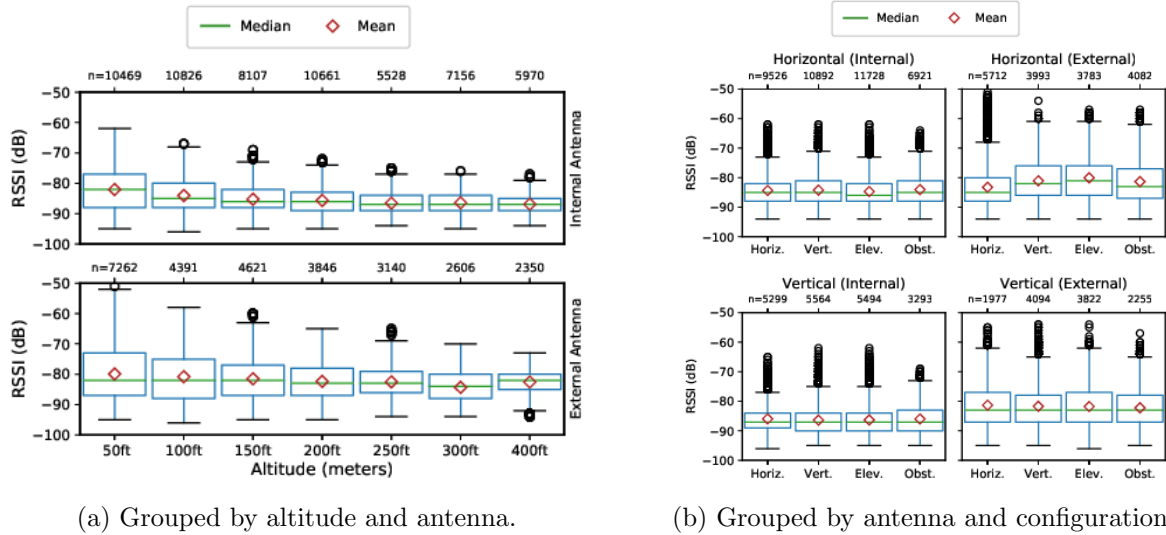 Median Mean
n=10469 10826 8107 10661 5528 7156 5970
−50
−60
−70
−80
−90
−100
RSSI (dB)
Internal Antenna
n=7262 4391 4621 3846 3140 2606 2350
−50
−60
−70
−80
−90
−100
RSSI (dB)
External Antenna
50ft 100ft 150ft 200ft 250ft 300ft 400ft
Altitude (meters)
(a) Grouped by altitude and antenna.
Median Mean
Horizontal (Internal) Horizontal (External)
n=9526 10892 11728 6921 n=5712 3993 3783 4082
−50
−60
−70
−80
−90
−100
RSSI (dB)
Horiz. Vert. Elev. Obst. Horiz. Vert. Elev. Obst.
Vertical (Internal) Vertical (External)
n=5299 5564 5494 3293 n=1977 4094 3822 2255
−50
−60
−70
−80
−90
−100
RSSI (dB)
Horiz. Vert. Elev. Obst. Horiz. Vert. Elev. Obst.
(b) Grouped by antenna and configuration